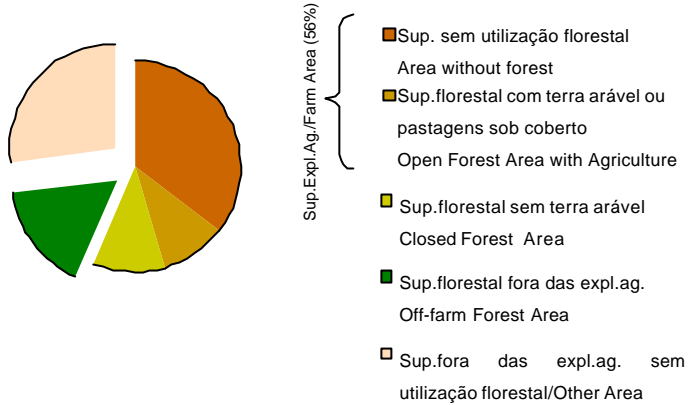 Sup.Expl.Ag./Farm Area (56%)
Sup. sem utilização florestal
Area without forest
Sup.florestal com terra arável ou
pastagens sob coberto
Open Forest Area with Agriculture
Sup.florestal sem terra arável
Closed Forest Area
Sup.florestal fora das expl.ag.
Off-farm Forest Area
Sup.fora das expl.ag. sem
utilização florestal/Other Area